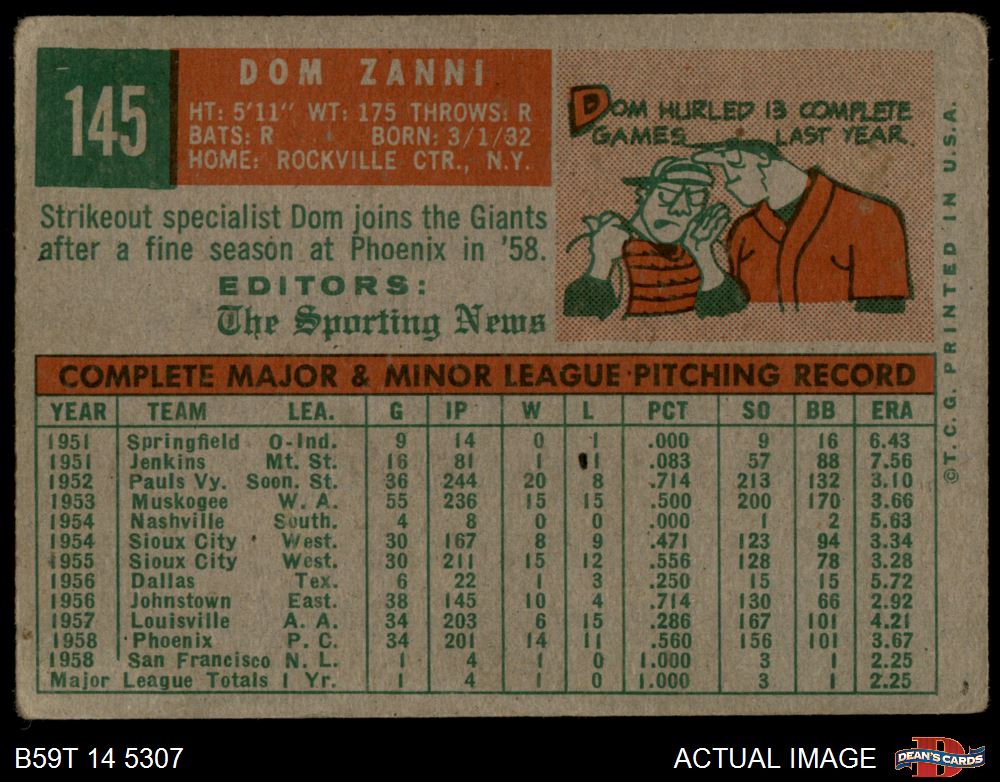 145
DOM ZANNI
HT: 5'11" WT: 175 THROWS: R
BATS: R BORN: 3/1/32
HOME: ROCKVILLE CTR., N.Y.
DOM HURLED 13 COMPLETE
GAMES LAST YEAR.
Strikeout specialist Dom joins the Giants
after a fine season at Phoenix in '58.
EDITORS:
The Sporting News
©T. C. G. PRINTED IN U.S.A.
COMPLETE MAJOR & MINOR LEAGUE PITCHING RECORD
YEAR TEAM LEA. G IP W L PCT SO BB ERA
1951 Springfield O-Ind. 9 14 0 1 .000 9 16 6.43
1951 Jenkins Mt. St. 16 81 1 11 .083 57 88 7.56
1952 Pauls Vy. Soon. St. 36 244 20 8 .714 213 132 3.10
1953 Muskogee W. A. 55 236 15 15 .500 200 170 3.66
1954 Nashville South. 4 8 0 0 .000 1 2 5.63
1954 Sioux City West. 30 167 8 9 .471 123 94 3.34
1955 Sioux City West. 30 211 15 12 .556 128 78 3.28
1956 Dallas Tex. 6 22 1 3 .250 15 15 5.72
1956 Johnstown East. 38 145 10 4 .714 130 66 2.92
1957 Louisville A. A. 34 203 6 15 .286 167 101 4.21
1958 Phoenix P. C. 34 201 14 11 .560 156 101 3.67
1958 San Francisco N. L. 1 4 1 0 1.000 3 1 2.25
Major League Totals 1 Yr. 1 4 1 0 1.000 3 1 2.25
B59T 14 5307
ACTUAL IMAGE
DEAN'S CARDS